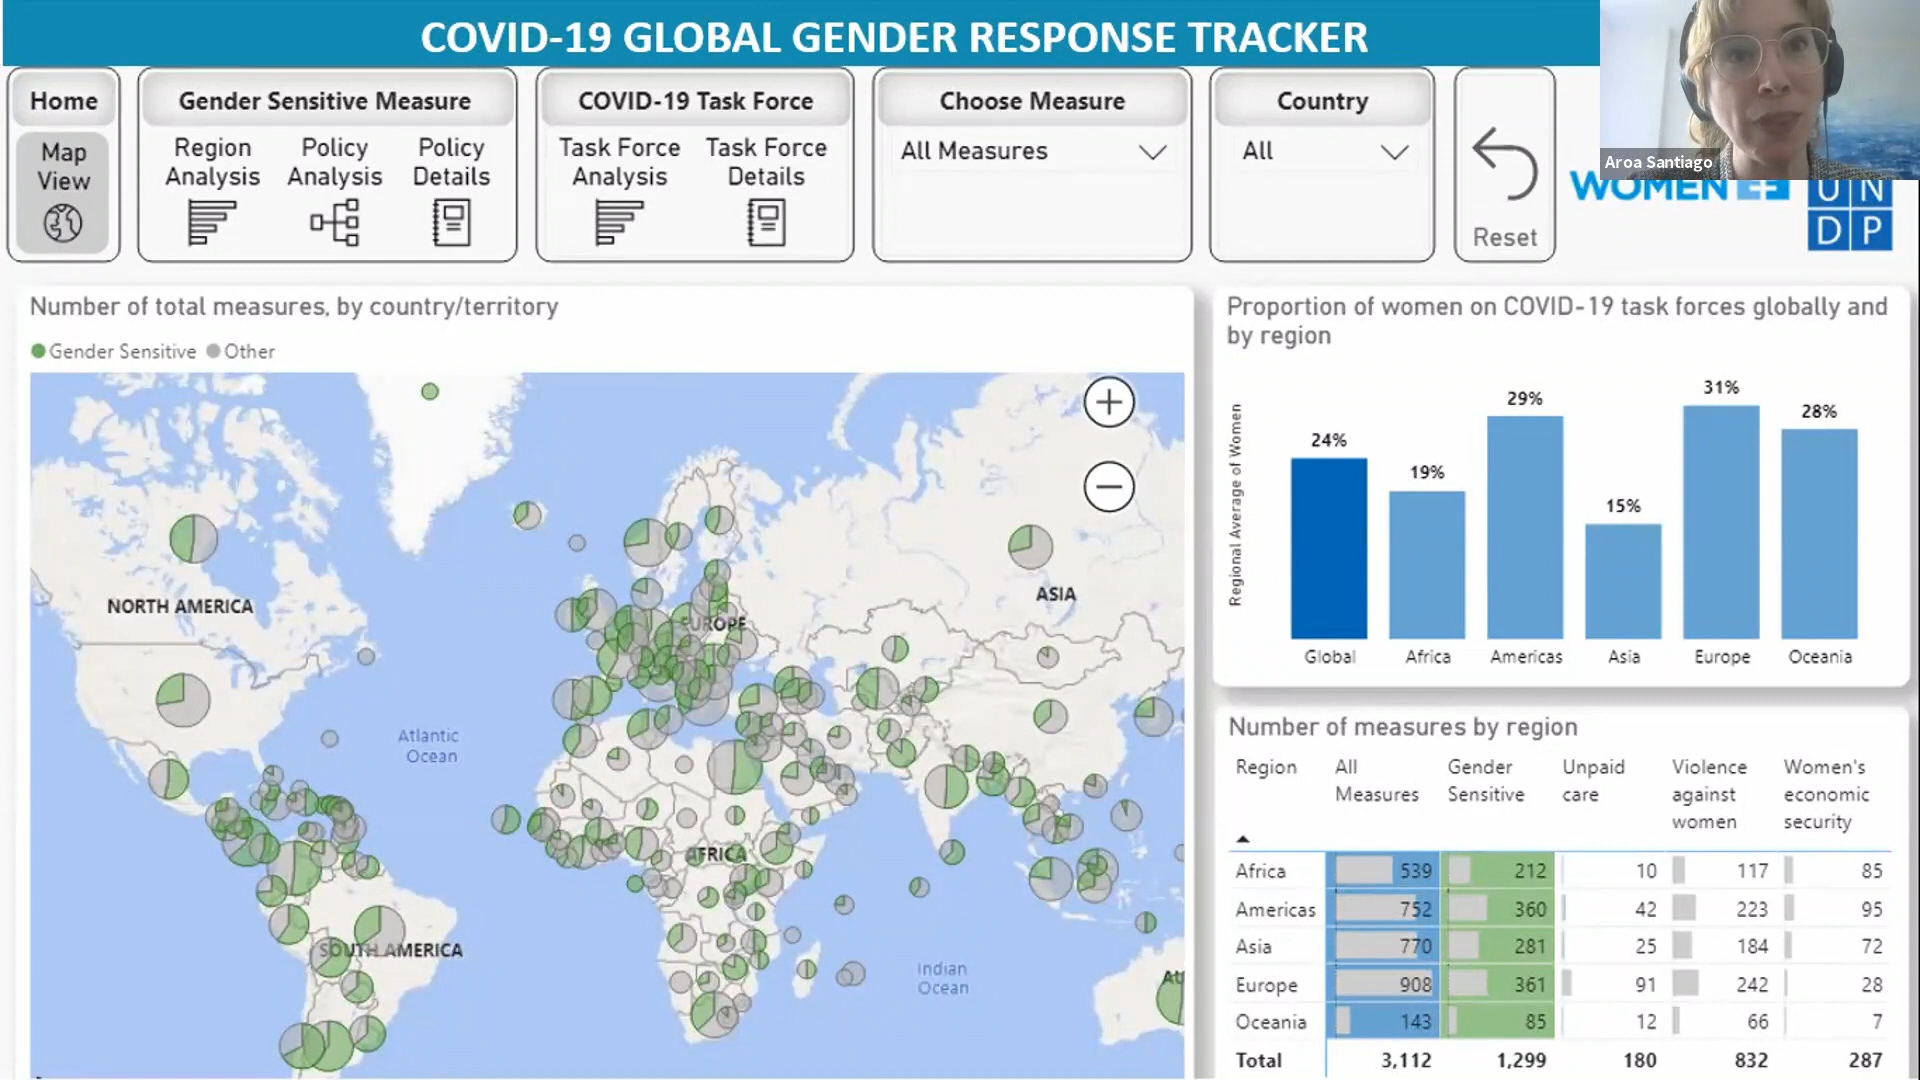 COVID-19 GLOBAL GENDER RESPONSE TRACKER
Aroa Santiago
Home
Map
View
Gender Sensitive Measure
Region
Analysis
Policy
Analysis
Policy
Details
COVID-19 Task Force
Task Force
Analysis
Task Force
Details
Choose Measure
All Measures
Country
All
Reset
WOMEN
U N
D P
Number of total measures, by country/territory
Gender Sensitive
Other
NORTH AMERICA
EUROPE
ASIA
Atlantic
Ocean
AFRICA
SOUTH AMERICA
Indian
Ocean
AU
Proportion of women on COVID-19 task forces globally and
by region
Regional Average of Women
24%
19%
29%
15%
31%
28%
Global Africa Americas Asia Europe Oceania
Number of measures by region
Region
All
Measures
Gender
Sensitive
Unpaid
care
Violence
against
women
Women's
economic
security
Africa 539 212 10 117 85
Americas 752 360 42 223 95
Asia 770 281 25 184 72
Europe 908 361 91 242 28
Oceania 143 85 12 66 7
Total 3,112 1,299 180 832 287